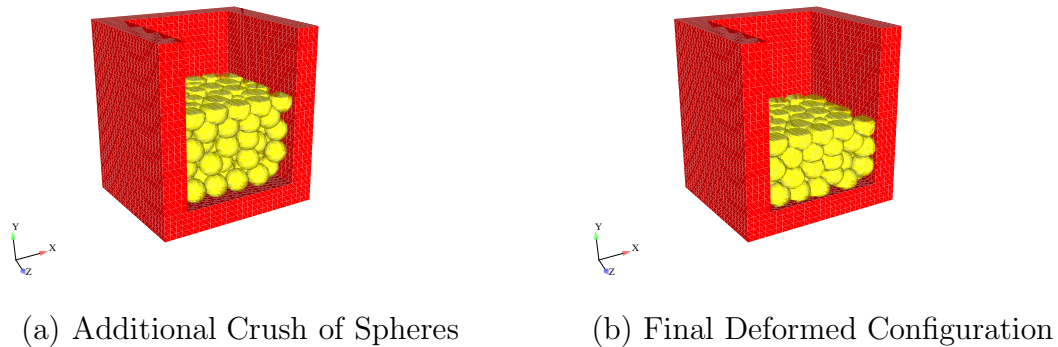 Y
X
Z
Y
X
Z
(a) Additional Crush of Spheres
(b) Final Deformed Configuration